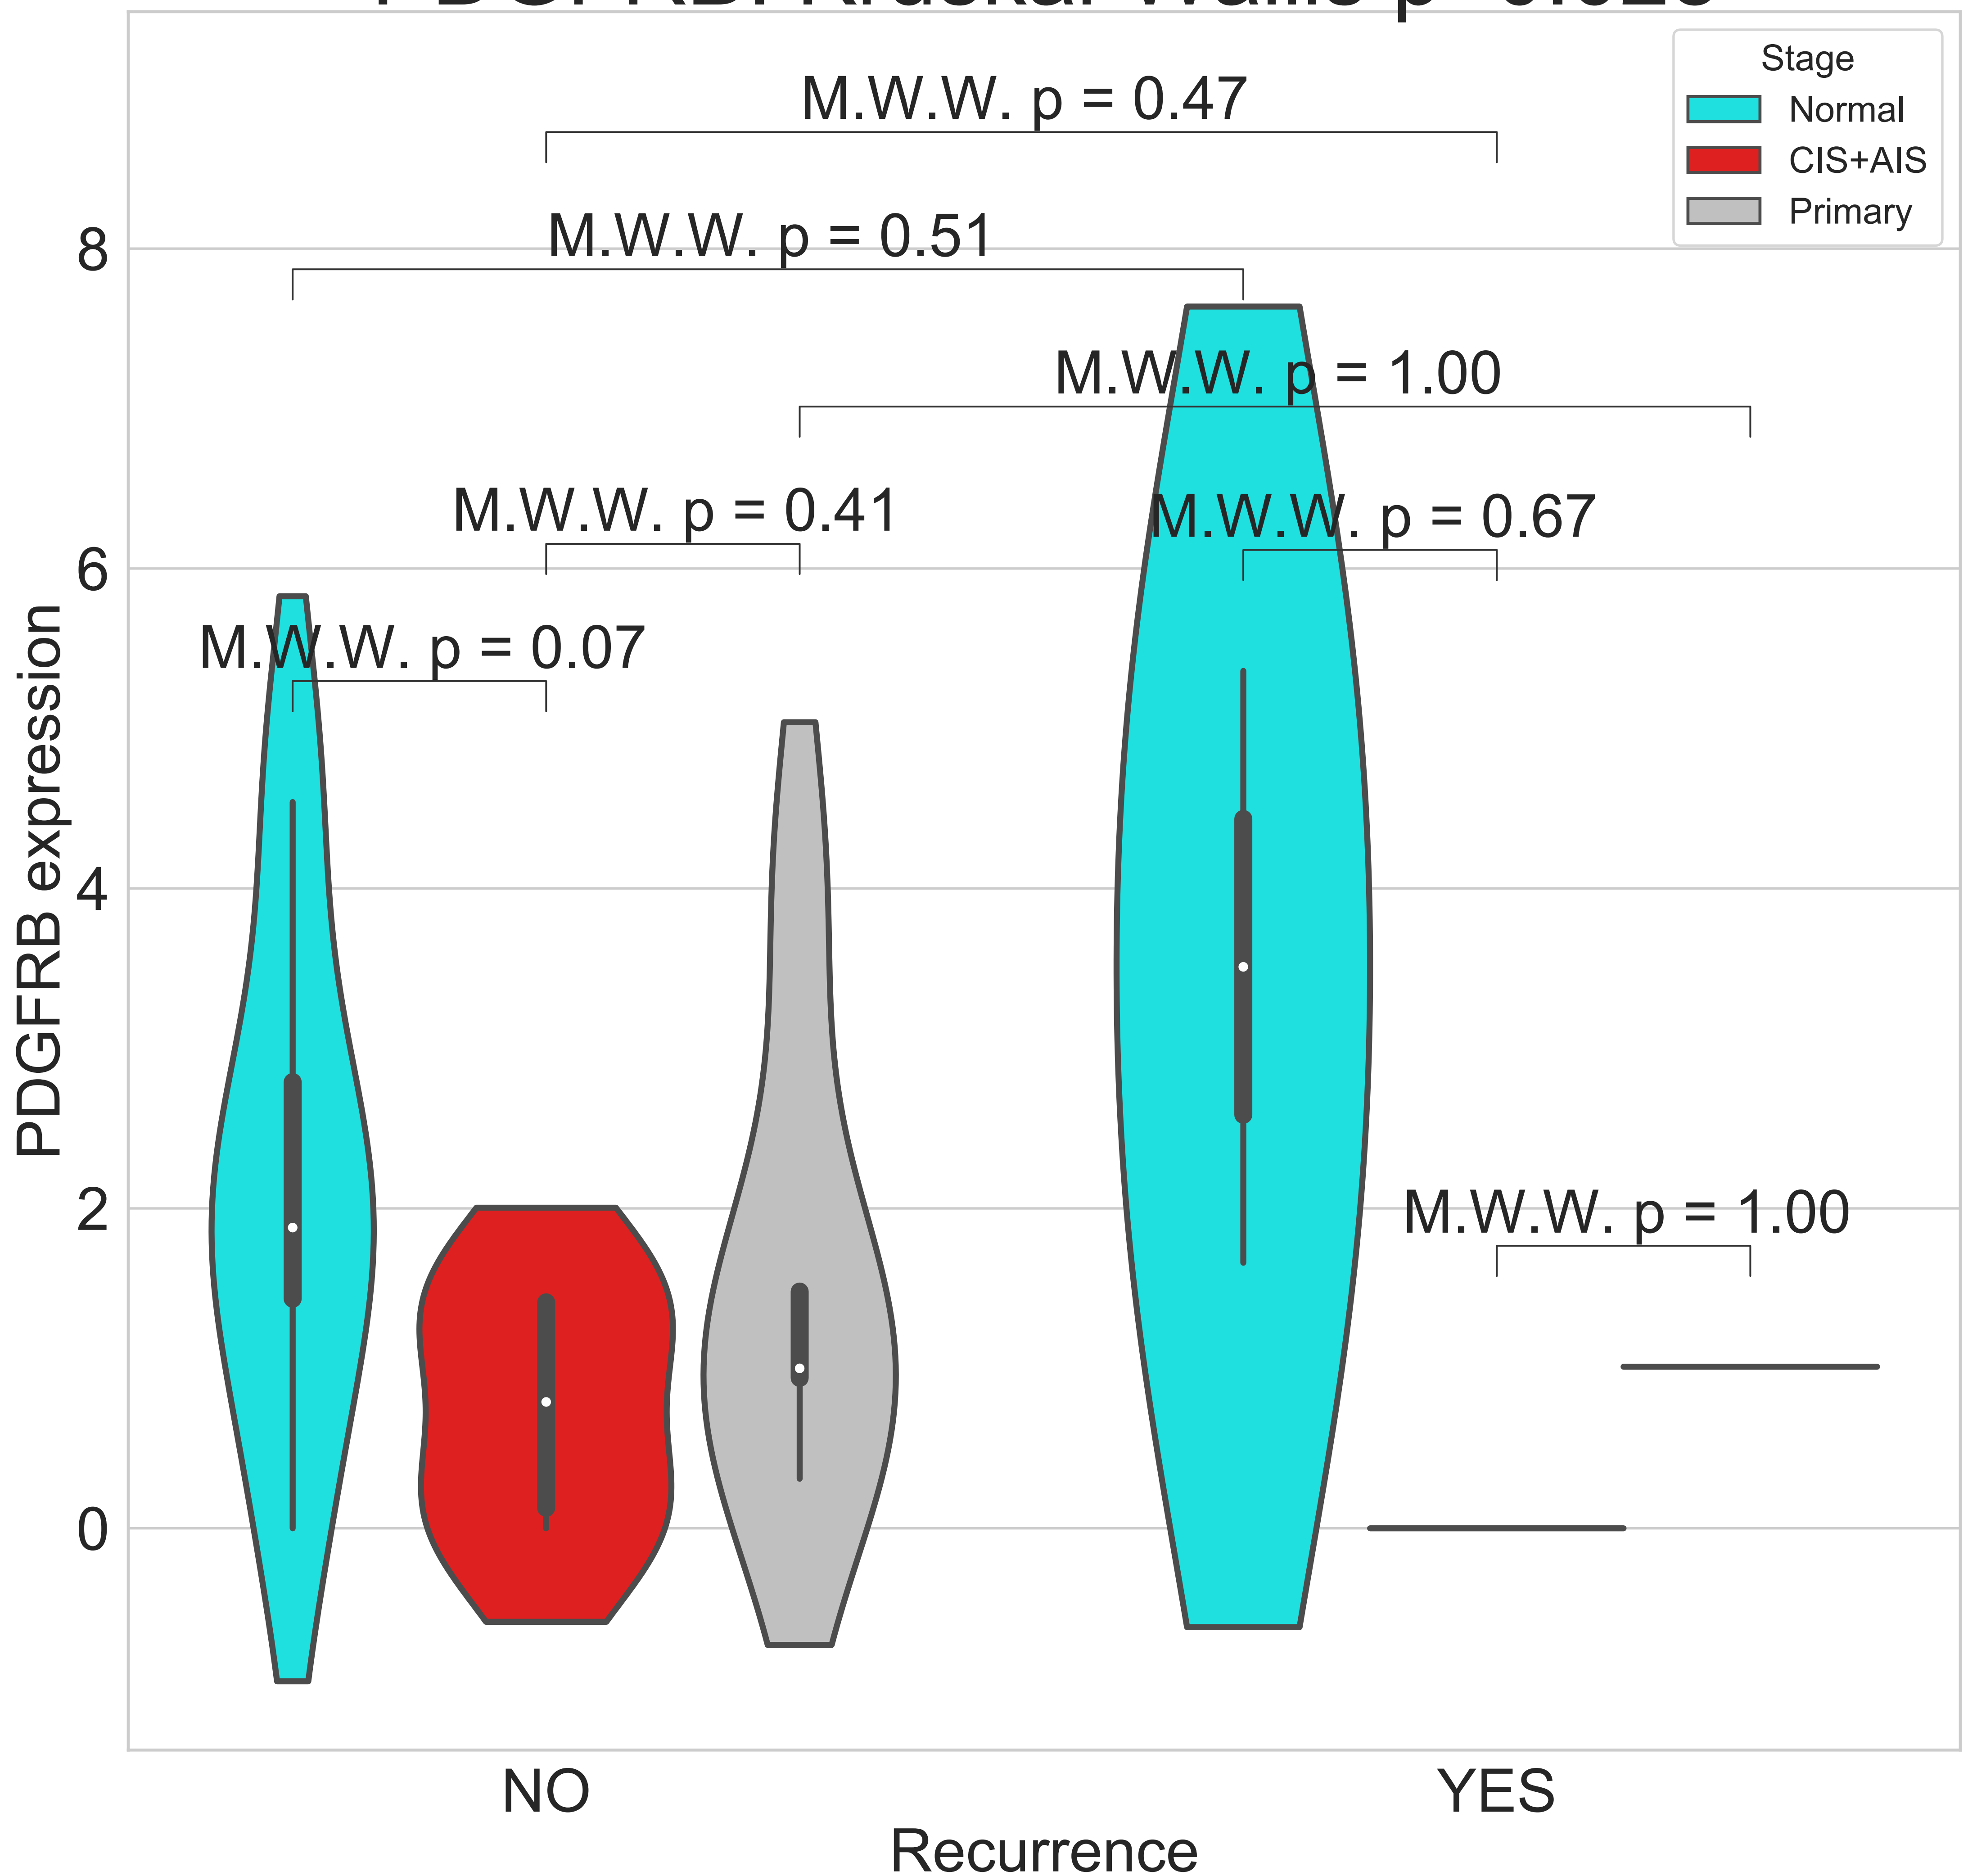 Stage
Normal
CIS+AIS
Primary
M.W.W. p = 0.47
M.W.W. p = 0.51
M.W.W. p = 1.00
M.W.W. p = 0.41
M.W.W. p = 0.67
M.W.W. p = 0.07
M.W.W. p = 1.00
8
6
4
2
0
PDGFRB expression
NO
YES
Recurrence